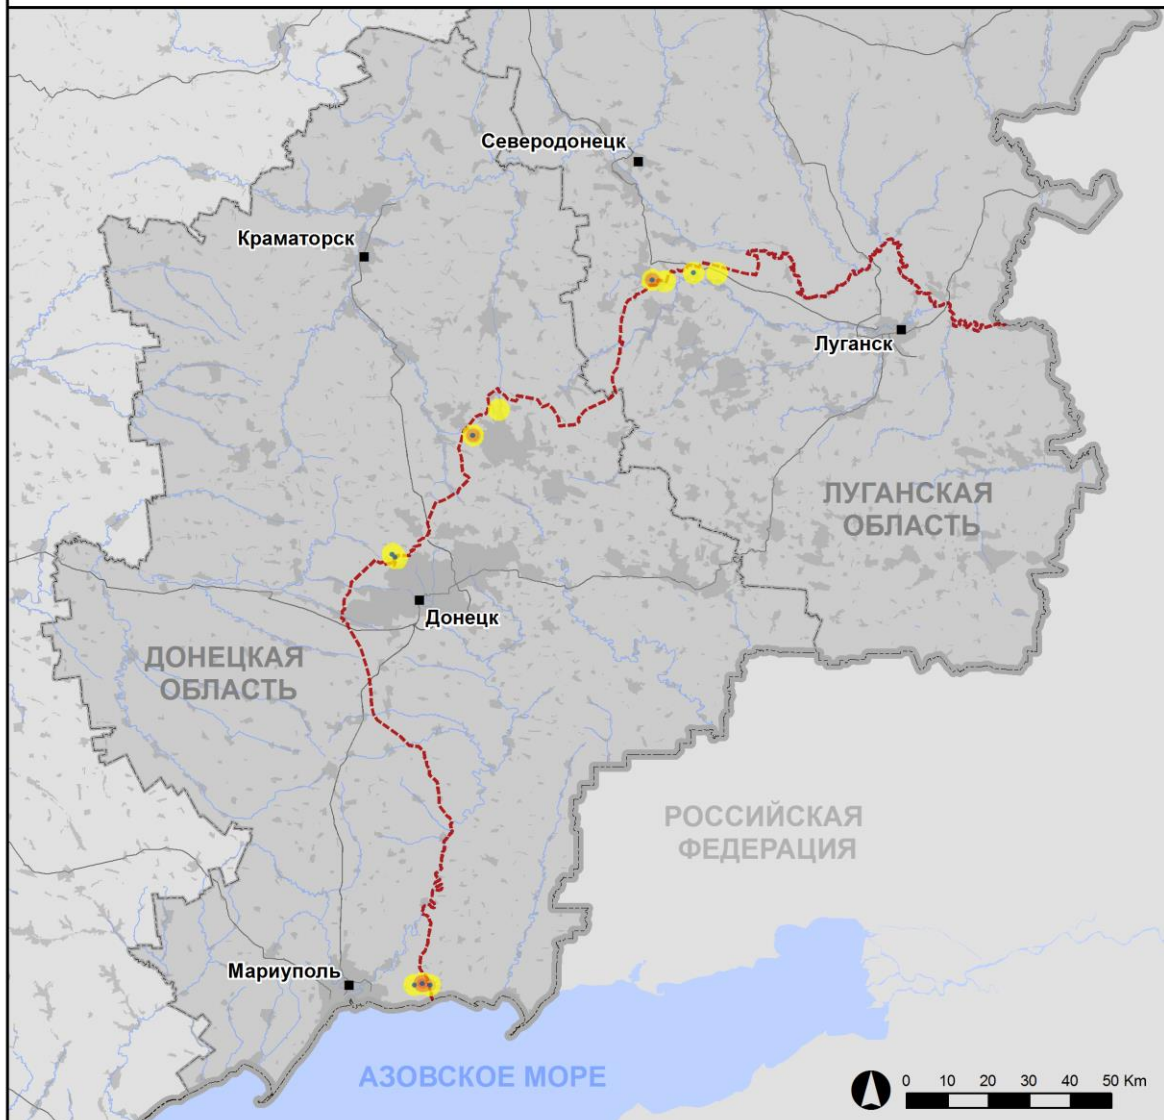 Северодонецк
Краматорск
Луганск
ЛУГАНСКАЯ
ОБЛАСТЬ
Донецк
ДОНЕЦКАЯ
ОБЛАСТЬ
РОССИЙСКАЯ
ФЕДЕРАЦИЯ
Мариуполь
АЗОВСКОЕ МОРЕ
0 10 20 30 40 50 Km